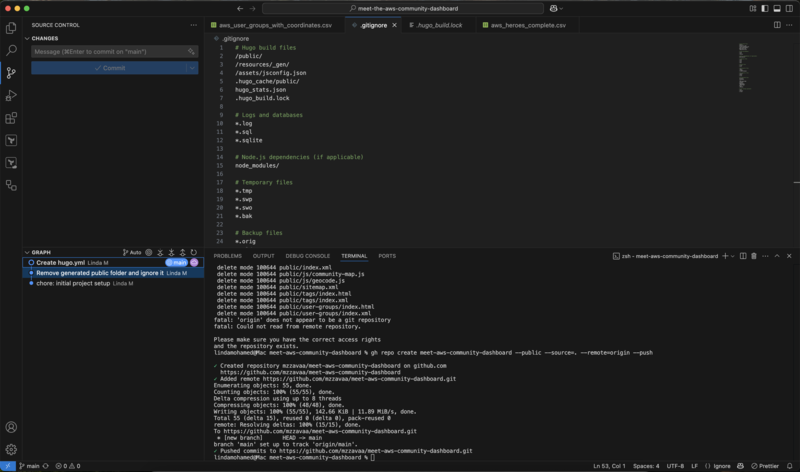 meet-the-aws-community-dashboard
SOURCE CONTROL
aws_user_groups_with_coordinates.csv
.gitignore
.hugo_build.lock
aws_heroes_complete.csv
CHANGES
Message (⌘Enter to commit on "main")
Commit
.gitignore
1 # Hugo build files
2 /public/
3 /resources/_gen/
4 /assets/jsconfig.json
5 .hugo_cache/public/
6 hugo_stats.json
7 .hugo_build.lock
8
9 # Logs and databases
10 *.log
11 *.sql
12 *.sqlite
13
14 # Node.js dependencies (if applicable)
15 node_modules/
16
17 # Temporary files
18 *.tmp
19 *.swp
20 *.swo
21 *.bak
22
23 # Backup files
24 *.orig
GRAPH
Auto
Create hugo.yml Linda M
main
Remove generated public folder and ignore it Linda M
chore: initial project setup Linda M
PROBLEMS OUTPUT DEBUG CONSOLE TERMINAL PORTS
zsh - meet-aws-community-dashboard
delete mode 100644 public/index.xml
delete mode 100644 public/js/community-map.js
delete mode 100644 public/js/geocode.js
delete mode 100644 public/sitemap.xml
delete mode 100644 public/tags/index.html
delete mode 100644 public/tags/index.xml
delete mode 100644 public/user-groups/index.html
delete mode 100644 public/user-groups/index.xml
fatal: 'origin' does not appear to be a git repository
fatal: Could not read from remote repository.
Please make sure you have the correct access rights
and the repository exists.
lindamohamed@Mac meet-aws-community-dashboard % gh repo create meet-aws-community-dashboard --public --source=. --remote=origin --push
✓ Created repository mzzavaa/meet-aws-community-dashboard on github.com
https://github.com/mzzavaa/meet-aws-community-dashboard
✓ Added remote https://github.com/mzzavaa/meet-aws-community-dashboard.git
Enumerating objects: 55, done.
Counting objects: 100% (55/55), done.
Delta compression using up to 8 threads
Compressing objects: 100% (48/48), done.
Writing objects: 100% (55/55), 142.66 KiB | 11.89 MiB/s, done.
Total 55 (delta 15), reused 0 (delta 0), pack-reused 0
remote: Resolving deltas: 100% (15/15), done.
To https://github.com/mzzavaa/meet-aws-community-dashboard.git
* [new branch] HEAD -> main
branch 'main' set up to track 'origin/main'.
✓ Pushed commits to https://github.com/mzzavaa/meet-aws-community-dashboard.git
lindamohamed@Mac meet-aws-community-dashboard %
main
0 0
Ln 53, Col 1
Spaces: 4
UTF-8
LF
Ignore
Prettier